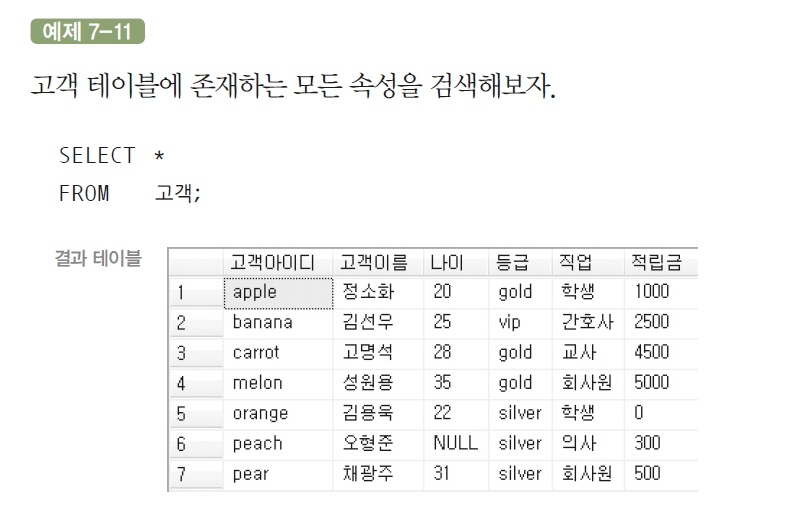 예제 7-11
고객 테이블에 존재하는 모든 속성을 검색해보자.
SELECT *
FROM 고객;
결과 테이블
고객아이디 고객이름 나이 등급 직업 적립금
1 apple 정소화 20 gold 학생 1000
2 banana 김선우 25 vip 간호사 2500
3 carrot 고명석 28 gold 교사 4500
4 melon 성원용 35 gold 회사원 5000
5 orange 김용욱 22 silver 학생 0
6 peach 오형준 NULL silver 의사 300
7 pear 채광주 31 silver 회사원 500